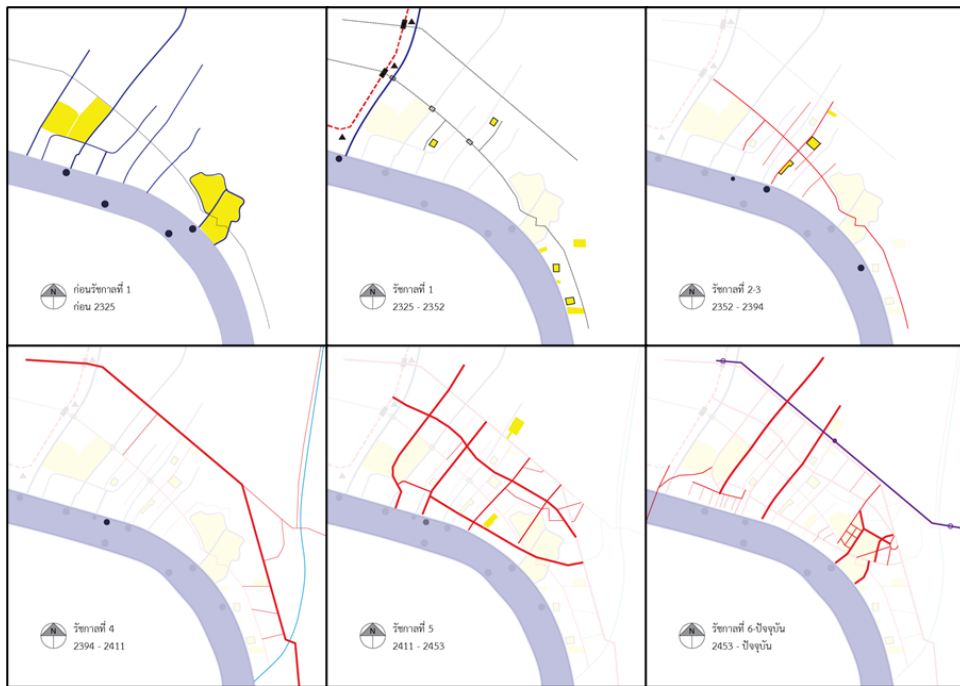 N
ก่อนรัชกาลที่ 1
ก่อน 2325
N
รัชกาลที่ 1
2325 - 2352
N
รัชกาลที่ 2-3
2352 - 2394
N
รัชกาลที่ 4
2394 - 2411
N
รัชกาลที่ 5
2411 - 2453
N
รัชกาลที่ 6-ปัจจุบัน
2453 - ปัจจุบัน